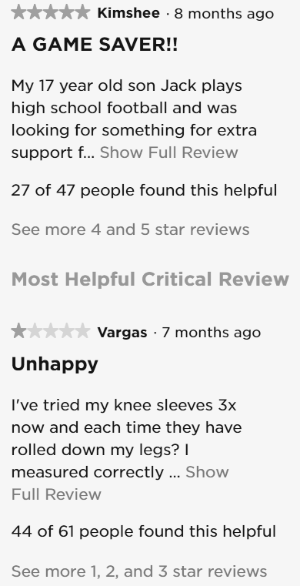 Kimshee · 8 months ago
A GAME SAVER!!
My 17 year old son Jack plays
high school football and was
looking for something for extra
support f... Show Full Review
27 of 47 people found this helpful
See more 4 and 5 star reviews
Most Helpful Critical Review
Vargas · 7 months ago
Unhappy
I've tried my knee sleeves 3x
now and each time they have
rolled down my legs? I
measured correctly ... Show
Full Review
44 of 61 people found this helpful
See more 1, 2, and 3 star reviews